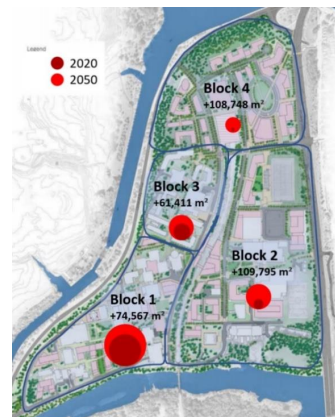 Legend
2020
2050
Block 4
+108,748 m²
Block 3
+61,411 m²
Block 2
+109,795 m²
Block 1
+74,567 m²